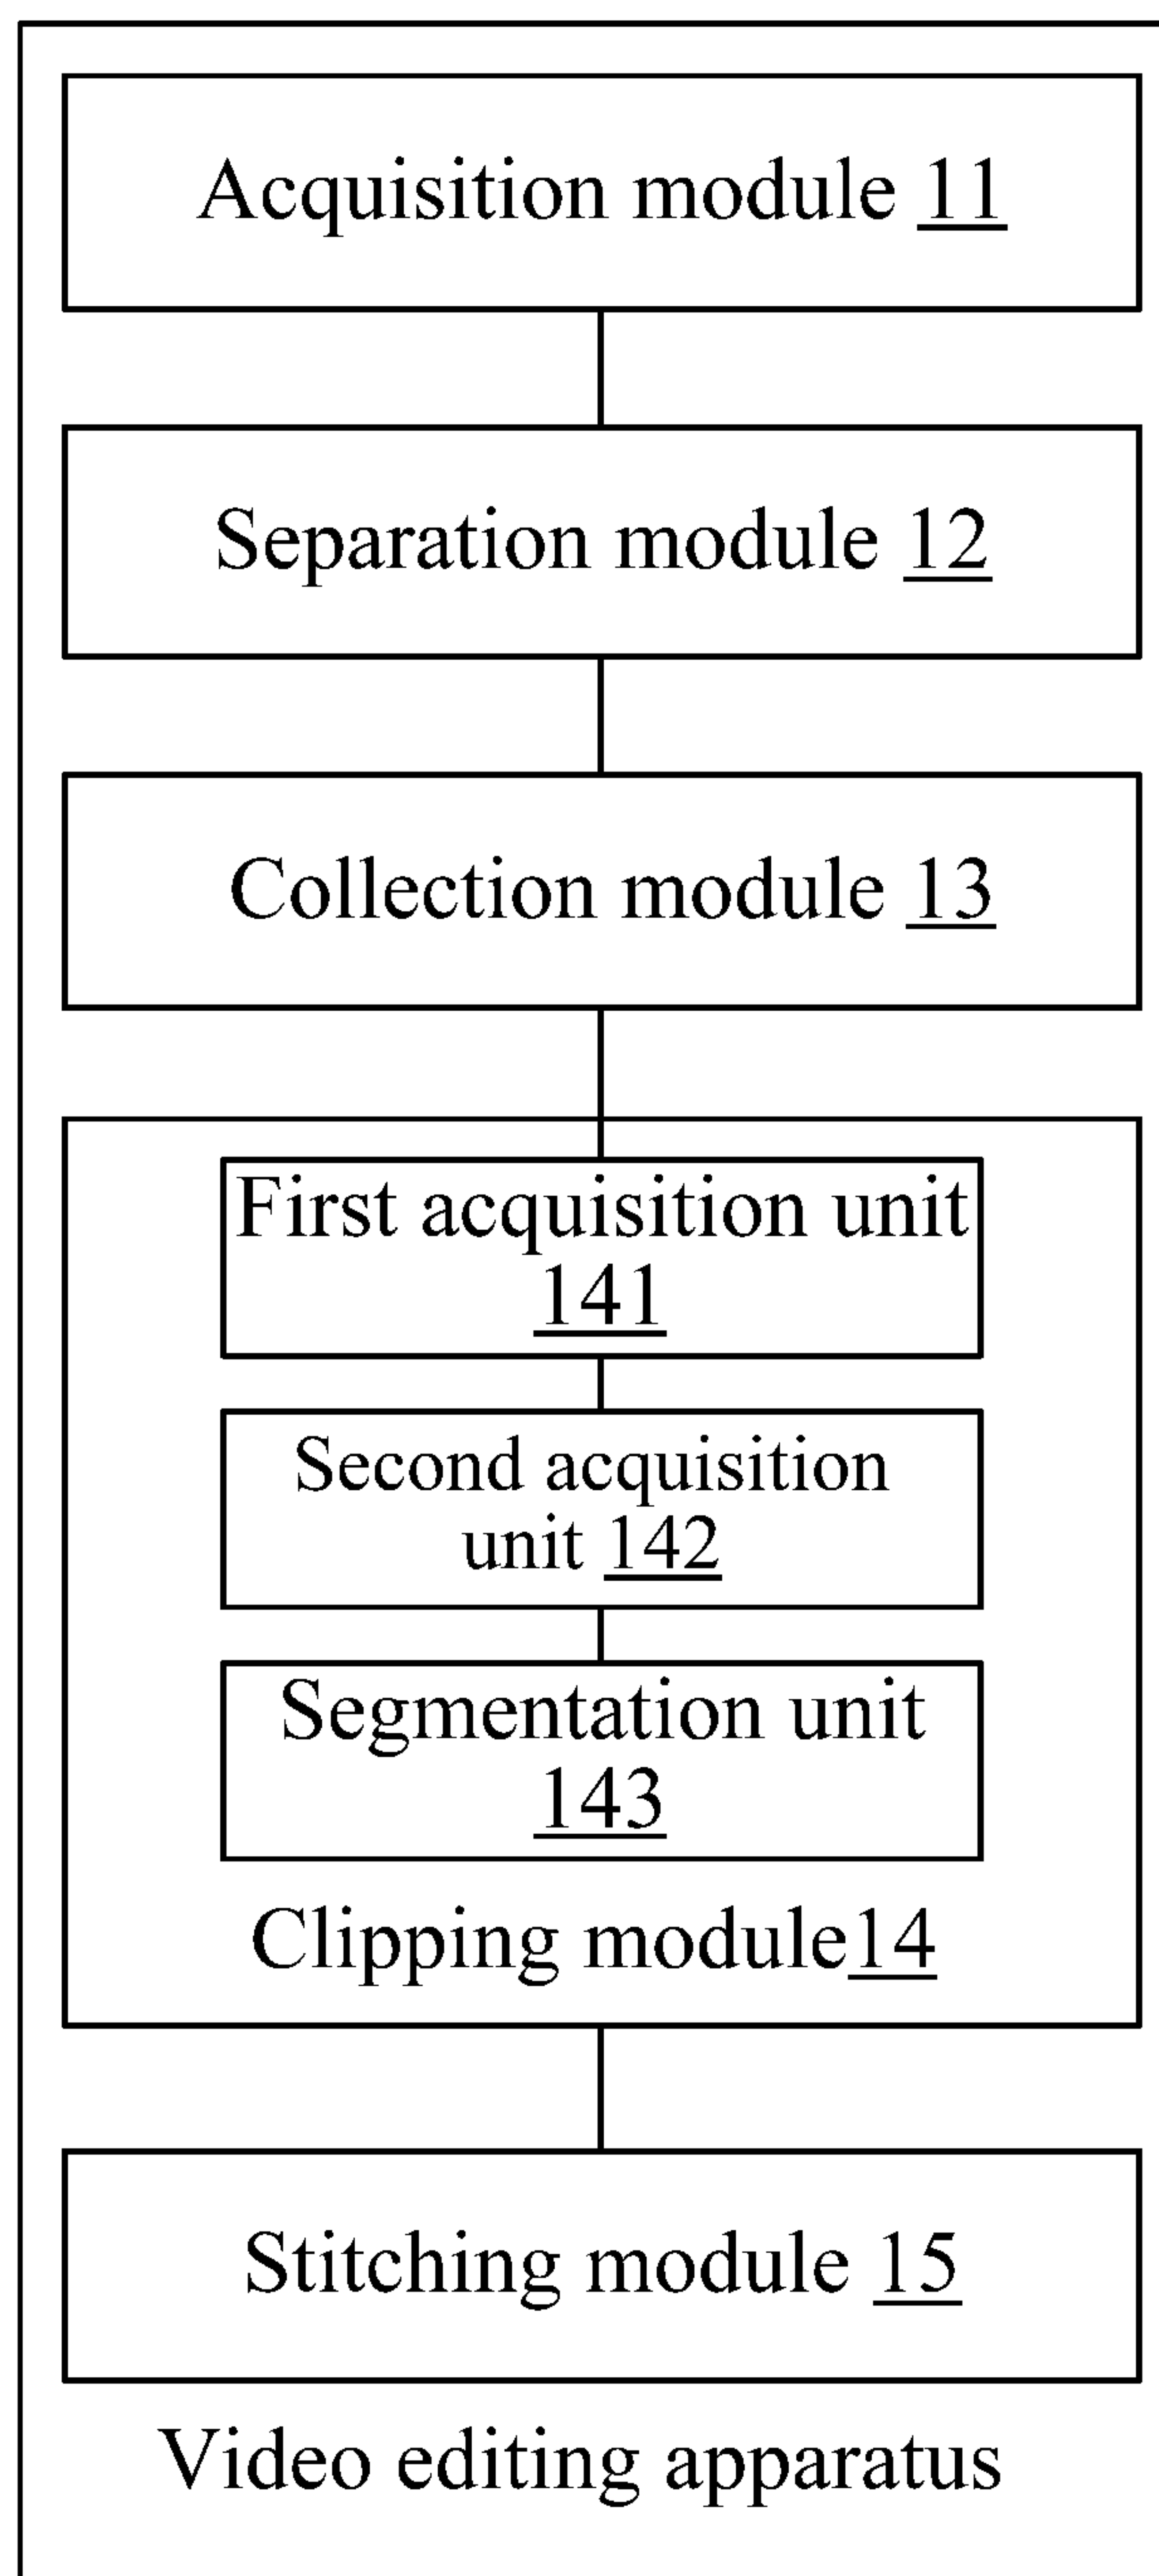 Acquisition module 11
Separation module 12
Collection module 13
First acquisition unit
141
Second acquisition
unit 142
Segmentation unit
143
Clipping module14
Stitching module 15
Video editing apparatus